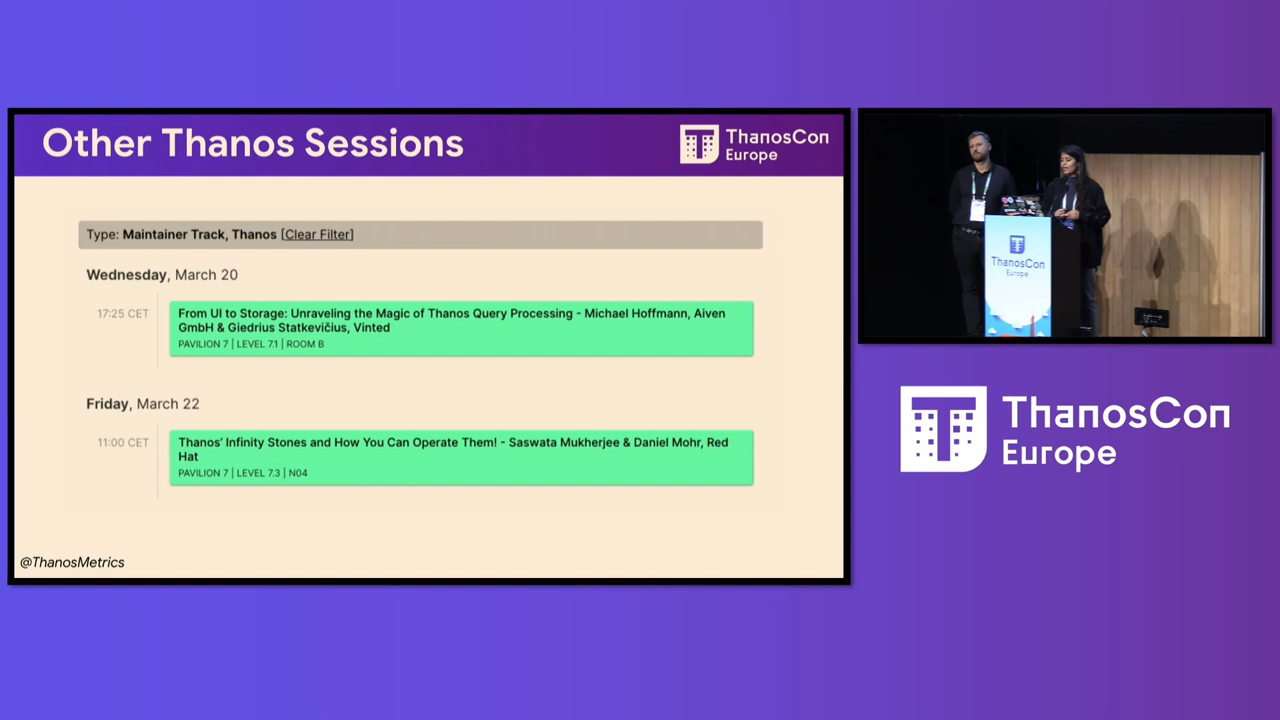 Other Thanos Sessions
ThanosCon
Europe
Type: Maintainer Track, Thanos [Clear Filter]
Wednesday, March 20
17:25 CET
From UI to Storage: Unraveling the Magic of Thanos Query Processing - Michael Hoffmann, Aiven
GmbH & Giedrius Statkevičius, Vinted
PAVILION 7 | LEVEL 7.1 | ROOM B
Friday, March 22
11:00 CET
Thanos' Infinity Stones and How You Can Operate Them! - Saswata Mukherjee & Daniel Mohr, Red
Hat
PAVILION 7 | LEVEL 7.3 | N04
@ThanosMetrics
ThanosCon
Europe
ThanosCon
Europe